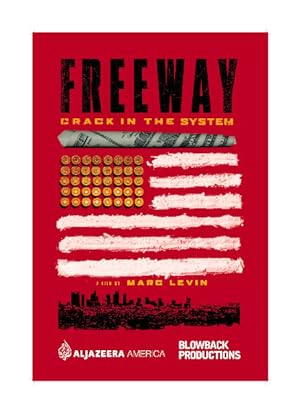 FREEWAY
CRACK IN THE SYSTEM
A FILM BY MARC LEVIN
ALJAZEERA AMERICA
BLOWBACK
PRODUCTIONS